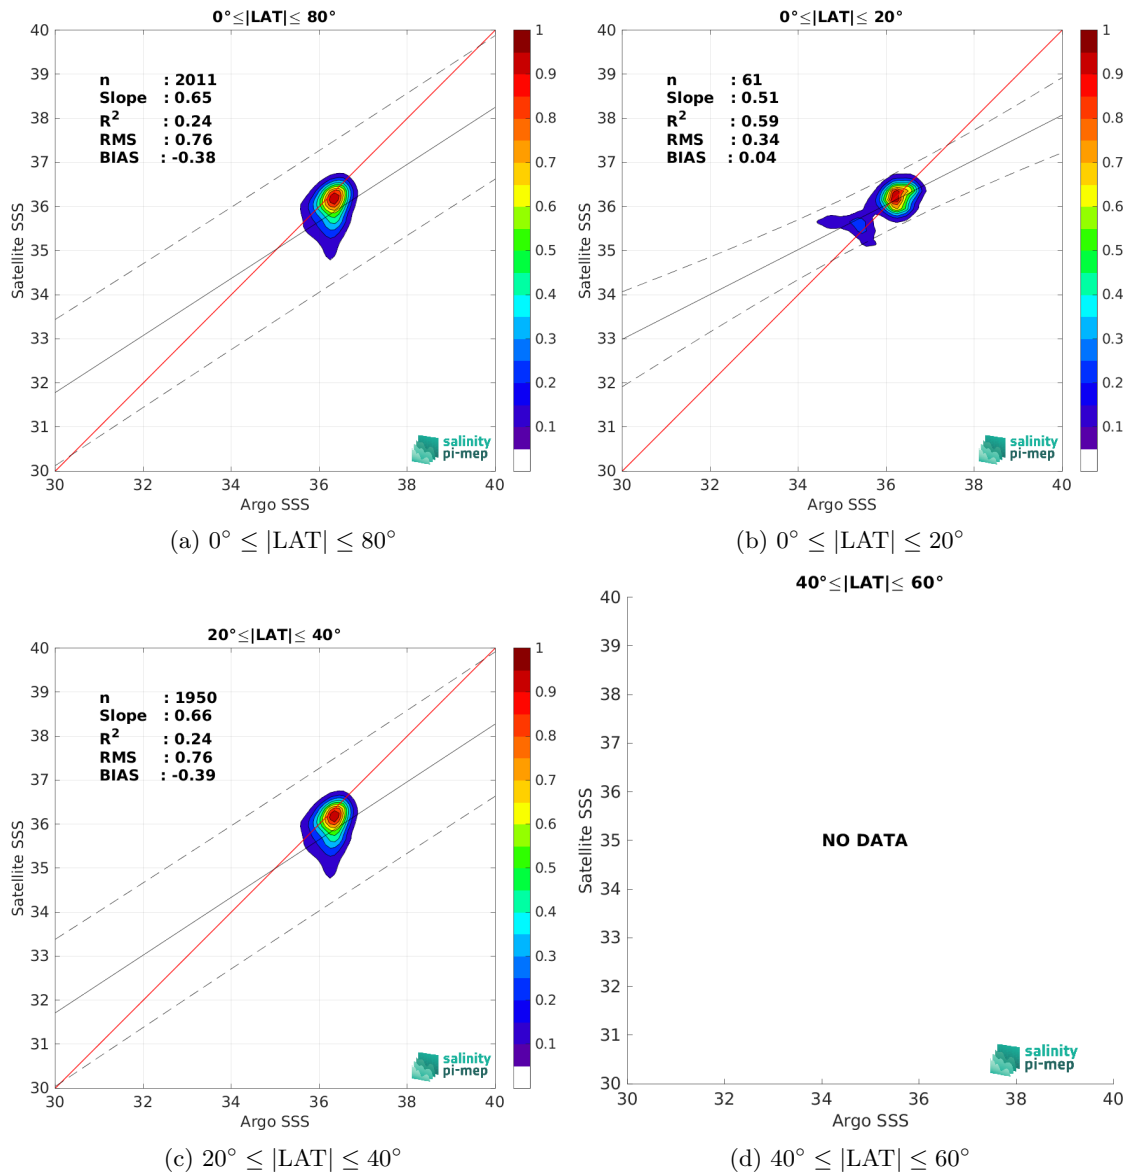 0°≤|LAT|≤ 80°
40
39
38
37
36
35
34
33
32
31
30
Satellite SSS
n : 2011
Slope : 0.65
R² : 0.24
RMS : 0.76
BIAS : -0.38
salinity
pi-mep
30 32 34 36 38 40
Argo SSS
1
0.9
0.8
0.7
0.6
0.5
0.4
0.3
0.2
0.1
(a) 0° ≤ |LAT| ≤ 80°
0°≤|LAT|≤ 20°
40
39
38
37
36
35
34
33
32
31
30
Satellite SSS
n : 61
Slope : 0.51
R² : 0.59
RMS : 0.34
BIAS : 0.04
salinity
pi-mep
30 32 34 36 38 40
Argo SSS
1
0.9
0.8
0.7
0.6
0.5
0.4
0.3
0.2
0.1
(b) 0° ≤ |LAT| ≤ 20°
20°≤|LAT|≤ 40°
40
39
38
37
36
35
34
33
32
31
30
Satellite SSS
n : 1950
Slope : 0.66
R² : 0.24
RMS : 0.76
BIAS : -0.39
salinity
pi-mep
30 32 34 36 38 40
Argo SSS
1
0.9
0.8
0.7
0.6
0.5
0.4
0.3
0.2
0.1
(c) 20° ≤ |LAT| ≤ 40°
40°≤|LAT|≤ 60°
40
39
38
37
36
35
34
33
32
31
30
Satellite SSS
NO DATA
salinity
pi-mep
30 32 34 36 38 40
Argo SSS
(d) 40° ≤ |LAT| ≤ 60°